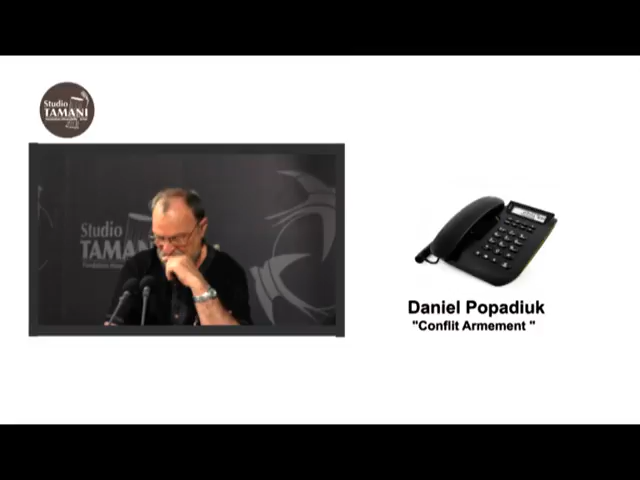 Studio
TAMANI
Studio
TAMANI
Daniel Popadiuk
"Conflit Armement "